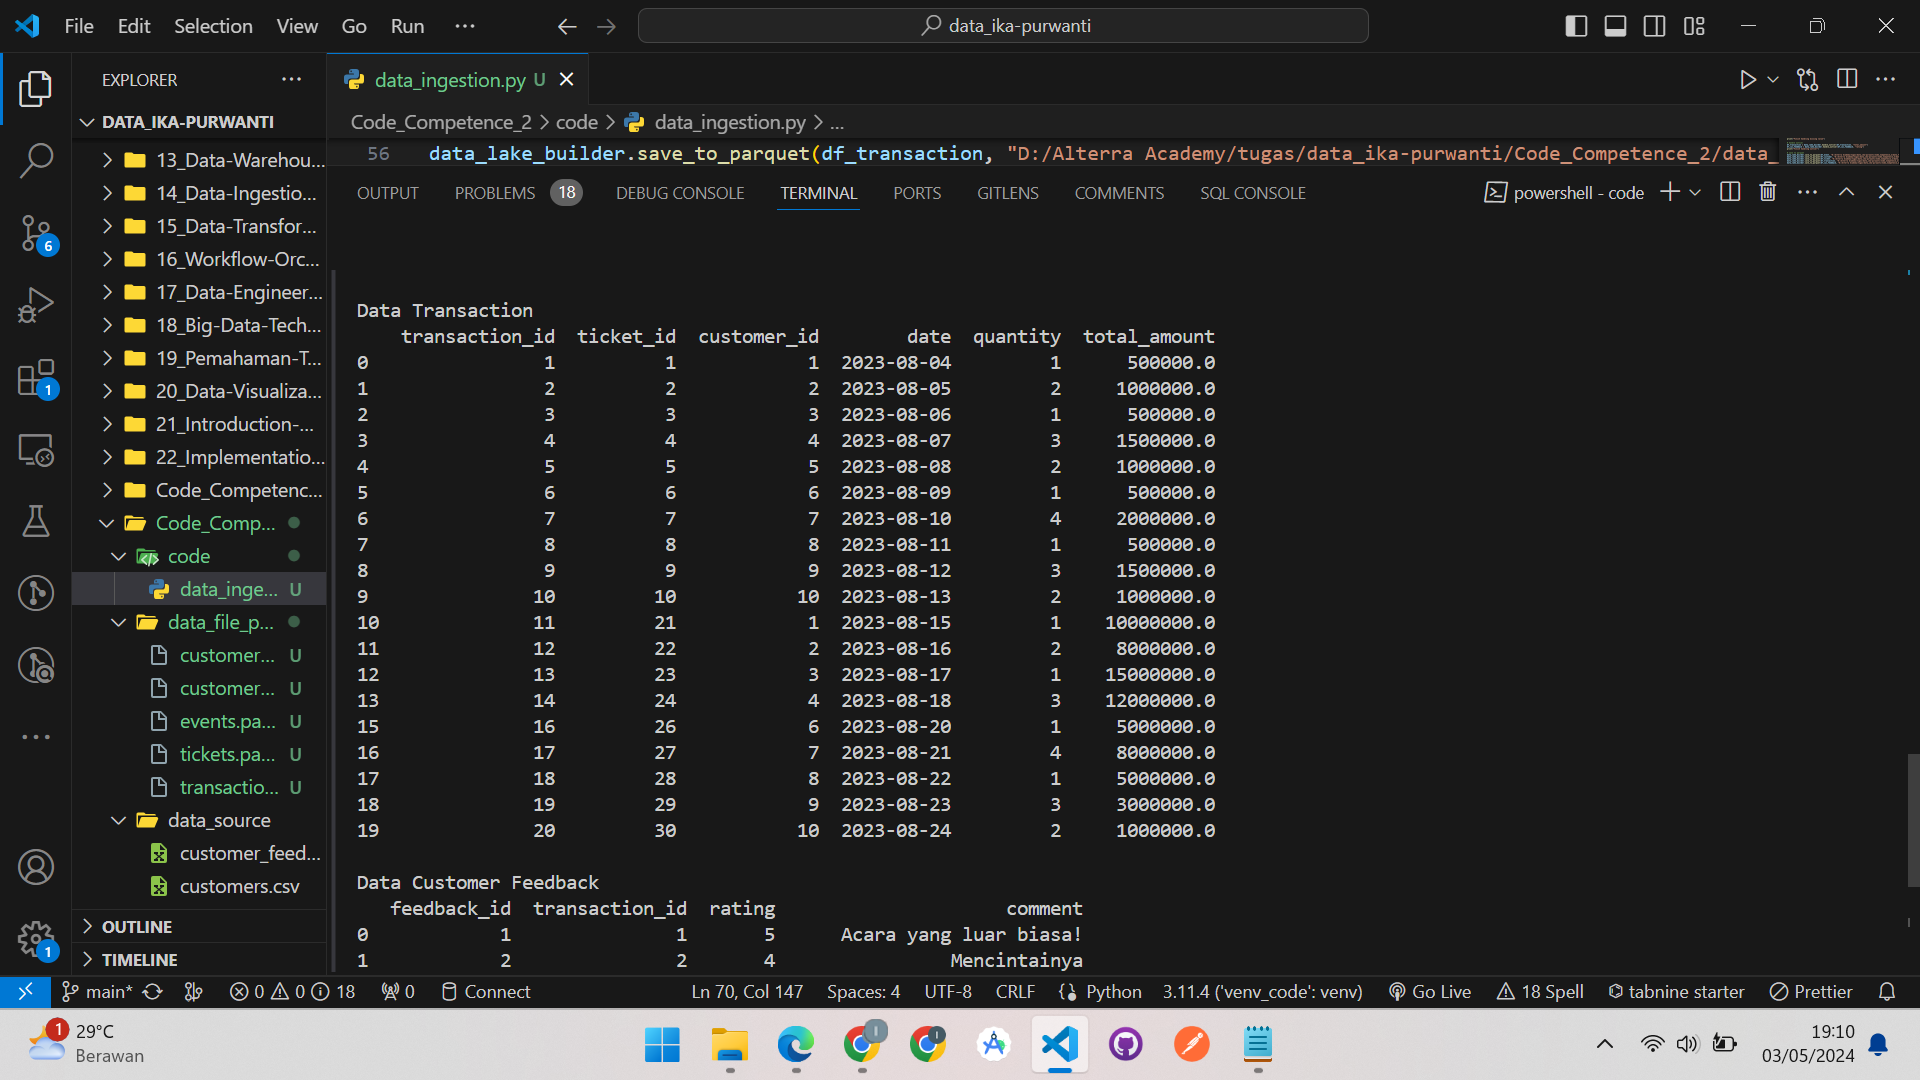 File Edit Selection View Go Run ... data_ika-purwanti
EXPLORER
data_ingestion.py U
DATA_IKA-PURWANTI
Code_Competence_2 > code > data_ingestion.py > ...
56 data_lake_builder.save_to_parquet(df_transaction, "D:/Alterra Academy/tugas/data_ika-purwanti/Code_Competence_2/data_
13_Data-Warehou...
14_Data-Ingestio...
15_Data-Transfor...
16_Workflow-Orc...
17_Data-Engineer...
18_Big-Data-Tech...
19_Pemahaman-T...
20_Data-Visualiza...
21_Introduction-...
22_Implementatio...
Code_Competenc...
Code_Comp...
code
data_inge... U
data_file_p...
customer... U
customer... U
events.pa... U
tickets.pa... U
transactio... U
data_source
customer_feed...
customers.csv
OUTLINE
TIMELINE
6
1
1
OUTPUT PROBLEMS 18 DEBUG CONSOLE TERMINAL PORTS GITLENS COMMENTS SQL CONSOLE powershell - code
Data Transaction
transaction_id ticket_id customer_id date quantity total_amount
0 1 1 1 2023-08-04 1 500000.0
1 2 2 2 2023-08-05 2 1000000.0
2 3 3 3 2023-08-06 1 500000.0
3 4 4 4 2023-08-07 3 1500000.0
4 5 5 5 2023-08-08 2 1000000.0
5 6 6 6 2023-08-09 1 500000.0
6 7 7 7 2023-08-10 4 2000000.0
7 8 8 8 2023-08-11 1 500000.0
8 9 9 9 2023-08-12 3 1500000.0
9 10 10 10 2023-08-13 2 1000000.0
10 11 21 1 2023-08-15 1 10000000.0
11 12 22 2 2023-08-16 2 8000000.0
12 13 23 3 2023-08-17 1 15000000.0
13 14 24 4 2023-08-18 3 12000000.0
15 16 26 6 2023-08-20 1 5000000.0
16 17 27 7 2023-08-21 4 8000000.0
17 18 28 8 2023-08-22 1 5000000.0
18 19 29 9 2023-08-23 3 3000000.0
19 20 30 10 2023-08-24 2 1000000.0
Data Customer Feedback
feedback_id transaction_id rating comment
0 1 1 5 Acara yang luar biasa!
1 2 2 4 Mencintainya
main* 0 0 18 0 Connect Ln 70, Col 147 Spaces: 4 UTF-8 CRLF Python 3.11.4 ('venv_code': venv) Go Live 18 Spell tabnine starter Prettier
1
29°C
Berawan
19:10
03/05/2024